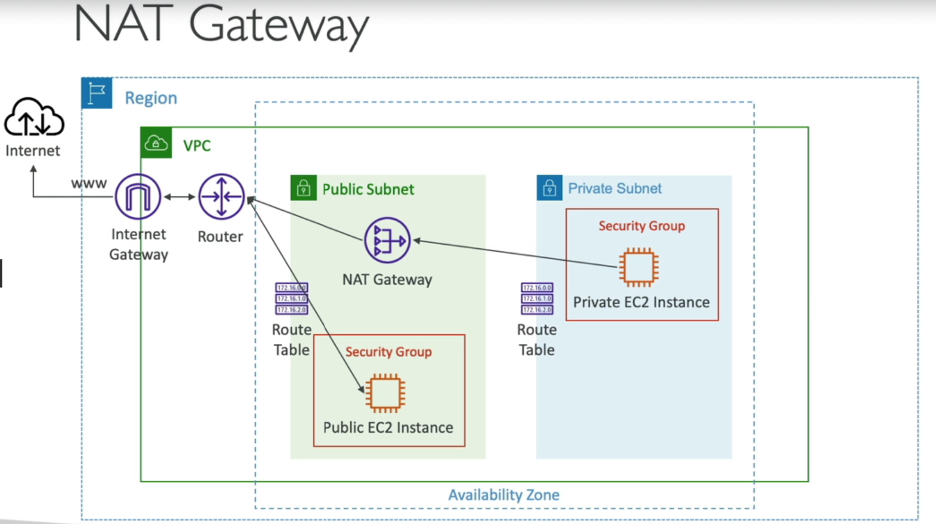 NAT Gateway
Region
Internet
VPC
www
Internet
Gateway
Router
Public Subnet
NAT Gateway
172.16.0.0
172.16.1.0
172.16.2.0
Route
Table
Security Group
Public EC2 Instance
Private Subnet
Security Group
Private EC2 Instance
172.16.0.0
172.16.1.0
172.16.2.0
Route
Table
Availability Zone